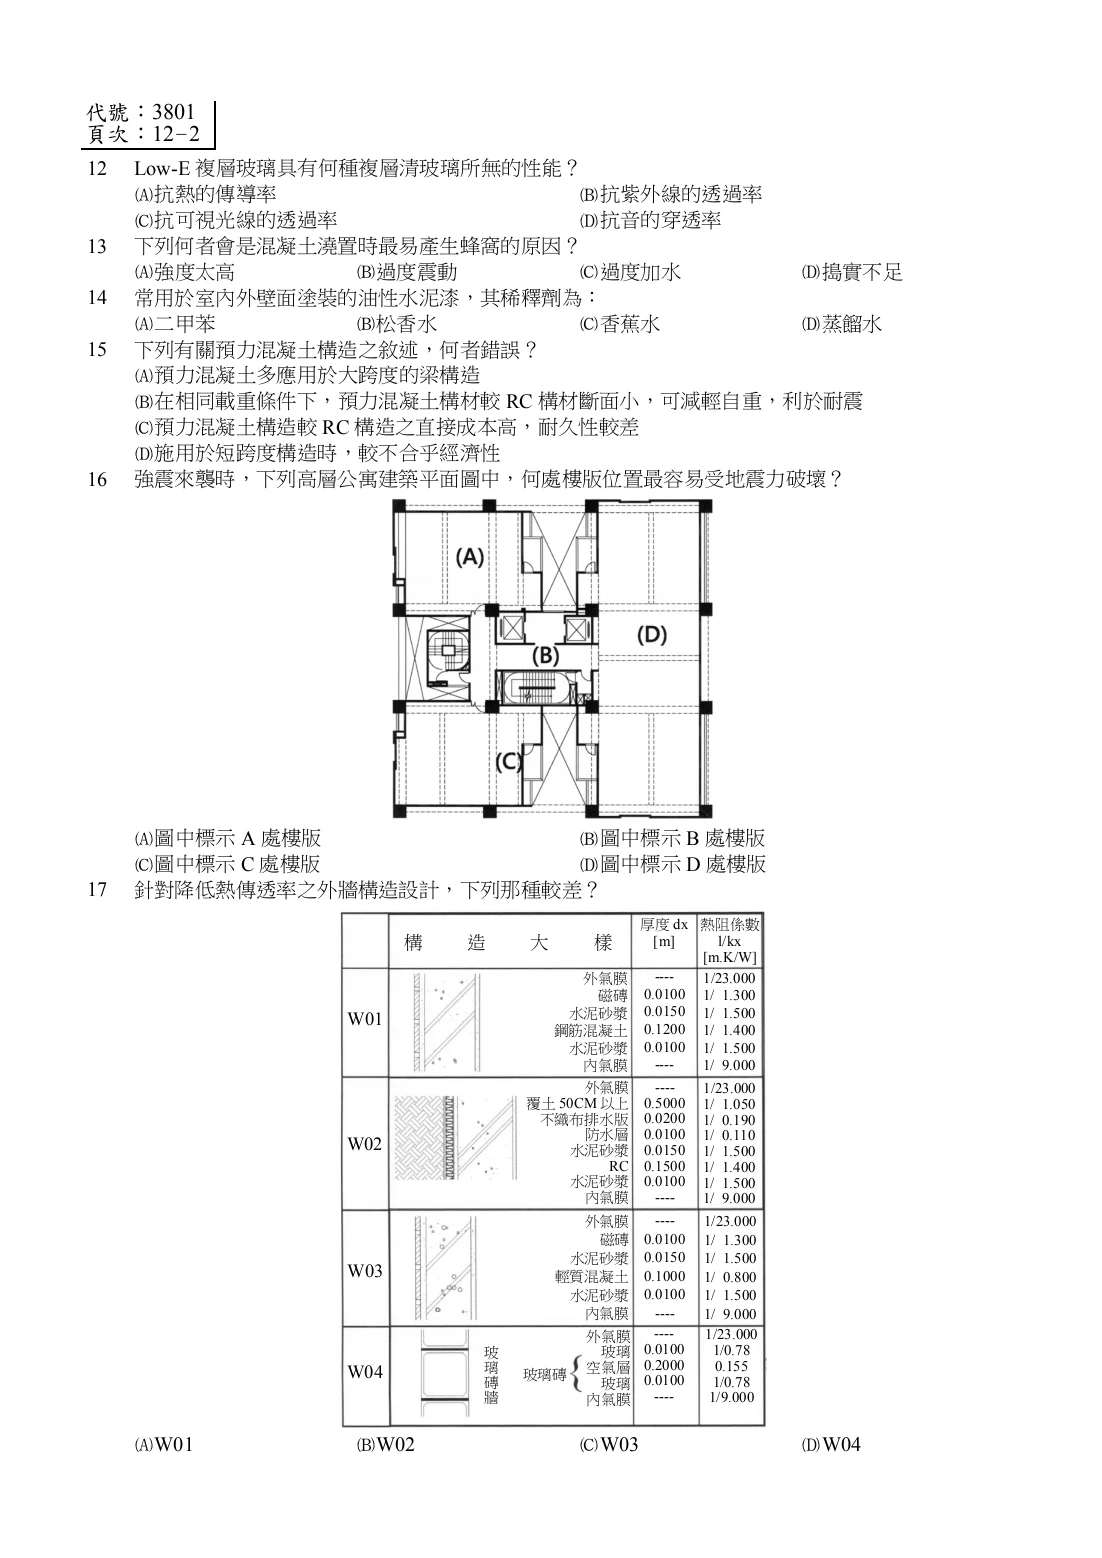 代號：3801
頁次：12－2
12 Low-E 複層玻璃具有何種複層清玻璃所無的性能？
(A)抗熱的傳導率 (B)抗紫外線的透過率
(C)抗可視光線的透過率 (D)抗音的穿透率
13 下列何者會是混凝土澆置時最易產生蜂窩的原因？
(A)強度太高 (B)過度震動 (C)過度加水 (D)搗實不足
14 常用於室內外壁面塗裝的油性水泥漆，其稀釋劑為：
(A)二甲苯 (B)松香水 (C)香蕉水 (D)蒸餾水
15 下列有關預力混凝土構造之敘述，何者錯誤？
(A)預力混凝土多應用於大跨度的梁構造
(B)在相同載重條件下，預力混凝土構材較 RC 構材斷面小，可減輕自重，利於耐震
(C)預力混凝土構造較 RC 構造之直接成本高，耐久性較差
(D)施用於短跨度構造時，較不合乎經濟性
16 強震來襲時，下列高層公寓建築平面圖中，何處樓版位置最容易受地震力破壞？
(A)
(D)
(B)
(C)
(A)圖中標示 A 處樓版 (B)圖中標示 B 處樓版
(C)圖中標示 C 處樓版 (D)圖中標示 D 處樓版
17 針對降低熱傳透率之外牆構造設計，下列那種較差？
構 造 大 樣 厚度 dx [m] 熱阻係數 l/kx [m.K/W]
W01
外氣膜 ---- 1/23.000
磁磚 0.0100 1/ 1.300
水泥砂漿 0.0150 1/ 1.500
鋼筋混凝土 0.1200 1/ 1.400
水泥砂漿 0.0100 1/ 1.500
內氣膜 ---- 1/ 9.000
W02
外氣膜 ---- 1/23.000
覆土 50CM 以上 0.5000 1/ 1.050
不織布排水版 0.0200 1/ 0.190
防水層 0.0100 1/ 0.110
水泥砂漿 0.0150 1/ 1.500
RC 0.1500 1/ 1.400
水泥砂漿 0.0100 1/ 1.500
內氣膜 ---- 1/ 9.000
W03
外氣膜 ---- 1/23.000
磁磚 0.0100 1/ 1.300
水泥砂漿 0.0150 1/ 1.500
輕質混凝土 0.1000 1/ 0.800
水泥砂漿 0.0100 1/ 1.500
內氣膜 ---- 1/ 9.000
W04
玻璃磚牆
玻璃磚
外氣膜 ---- 1/23.000
玻璃 0.0100 1/0.78
空氣層 0.2000 0.155
玻璃 0.0100 1/0.78
內氣膜 ---- 1/9.000
(A)W01 (B)W02 (C)W03 (D)W04